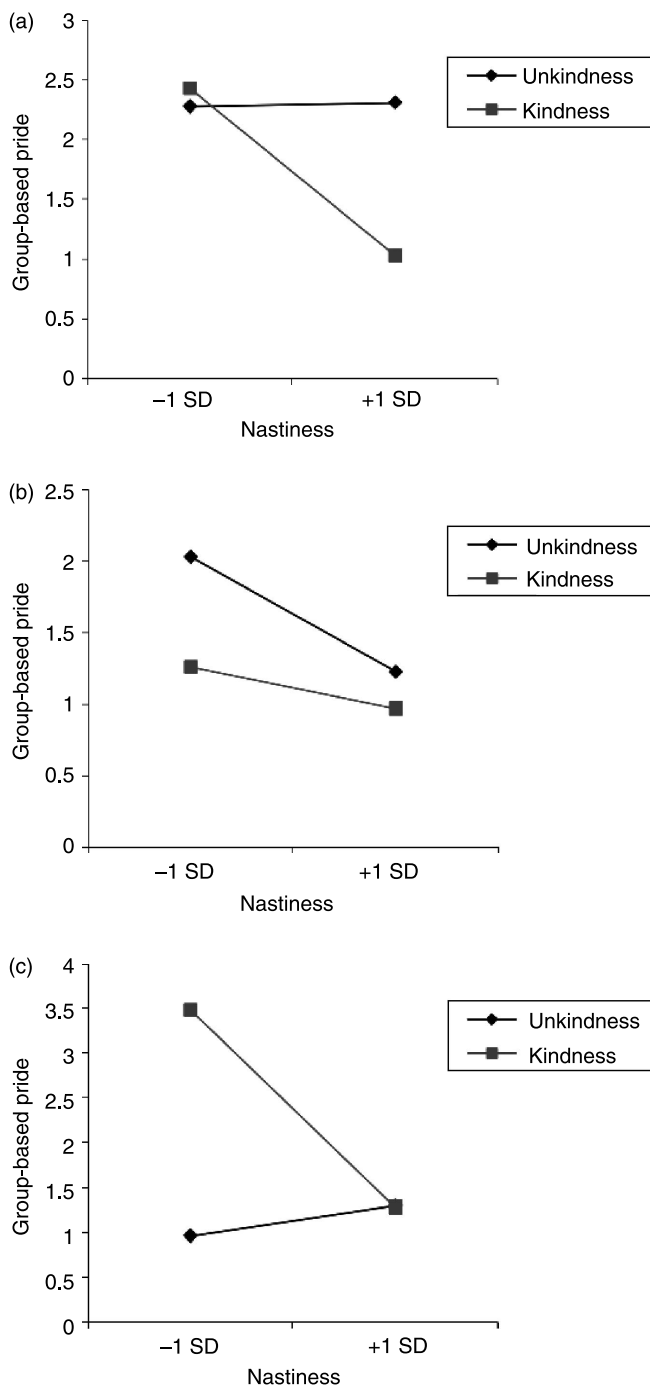 (a)
3
2.5
2
1.5
1
0.5
0
Group-based pride
–1 SD
+1 SD
Nastiness
Unkindness
Kindness
(b)
2.5
2
1.5
1
0.5
0
Group-based pride
–1 SD
+1 SD
Nastiness
Unkindness
Kindness
(c)
4
3.5
3
2.5
2
1.5
1
0.5
0
Group-based pride
–1 SD
+1 SD
Nastiness
Unkindness
Kindness